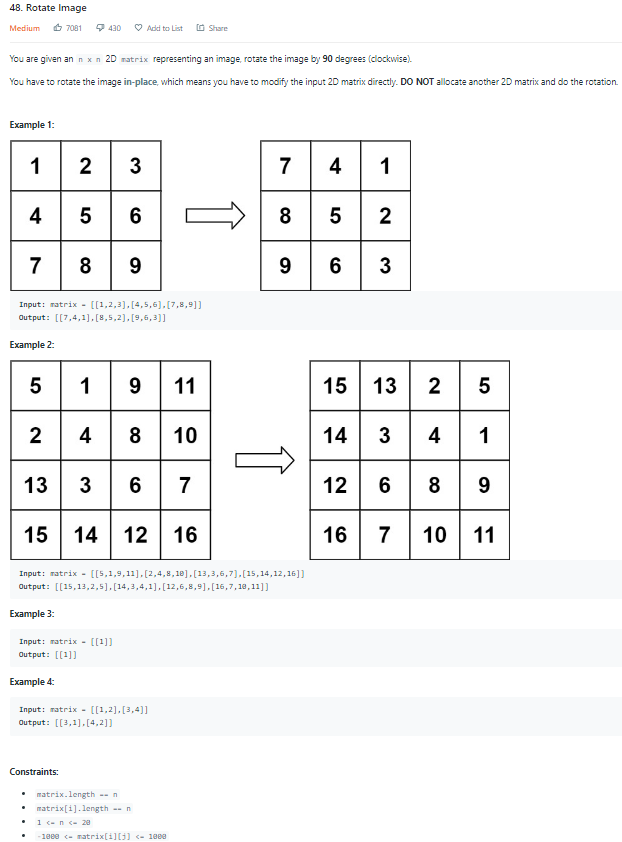 48. Rotate Image
Medium 7081 430 Add to List Share
You are given an n x n 2D matrix representing an image, rotate the image by 90 degrees (clockwise).
You have to rotate the image in-place, which means you have to modify the input 2D matrix directly. DO NOT allocate another 2D matrix and do the rotation.
Example 1:
1 2 3 7 4 1
4 5 6 8 5 2
7 8 9 9 6 3
Input: matrix = [[1,2,3],[4,5,6],[7,8,9]]
Output: [[7,4,1],[8,5,2],[9,6,3]]
Example 2:
5 1 9 11 15 13 2 5
2 4 8 10 14 3 4 1
13 3 6 7 12 6 8 9
15 14 12 16 16 7 10 11
Input: matrix = [[5,1,9,11],[2,4,8,10],[13,3,6,7],[15,14,12,16]]
Output: [[15,13,2,5],[14,3,4,1],[12,6,8,9],[16,7,10,11]]
Example 3:
Input: matrix = [[1]]
Output: [[1]]
Example 4:
Input: matrix = [[1,2],[3,4]]
Output: [[3,1],[4,2]]
Constraints:
• matrix.length == n
• matrix[i].length == n
• 1 <= n <= 20
• -1000 <= matrix[i][j] <= 1000